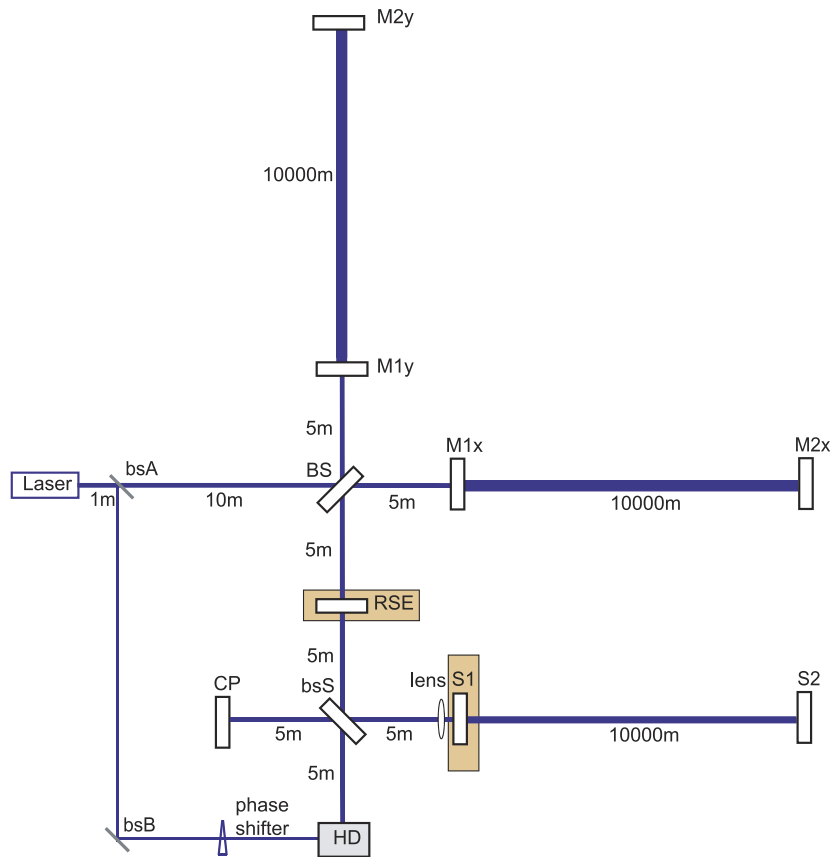 M2y
10000m
M1y
5m
bsA
BS
M1x
M2x
Laser
1m
10m
5m
10000m
5m
RSE
5m
CP
bsS
lens
S1
S2
5m
5m
10000m
5m
bsB
phase
shifter
HD